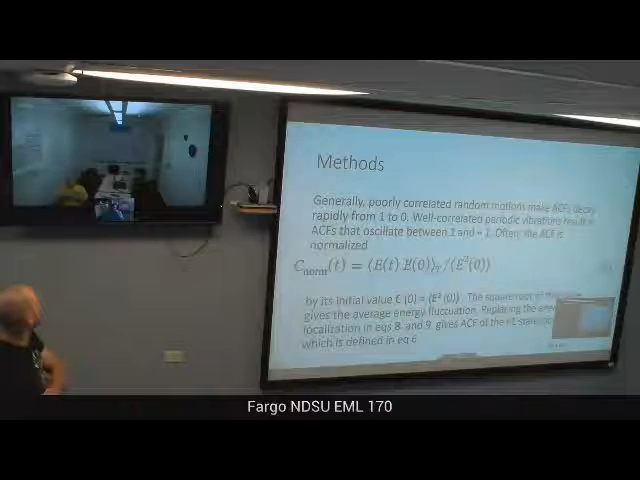 Methods
Generally, poorly correlated random motions make ACFs decay
rapidly from 1 to 0. Well-correlated periodic vibrations result in
ACFs that oscillate between 1 and – 1. Often, the ACF is
normalized
C_norm(t) = ⟨E(t) E(0)⟩_T /⟨E²(0)⟩
by its initial value C (0) = ⟨E² (0)⟩. The square root of
gives the average energy fluctuation. Replacing the
localization in eqs 8 and 9 gives ACF of the
which is defined in eq 6
Fargo NDSU EML 170